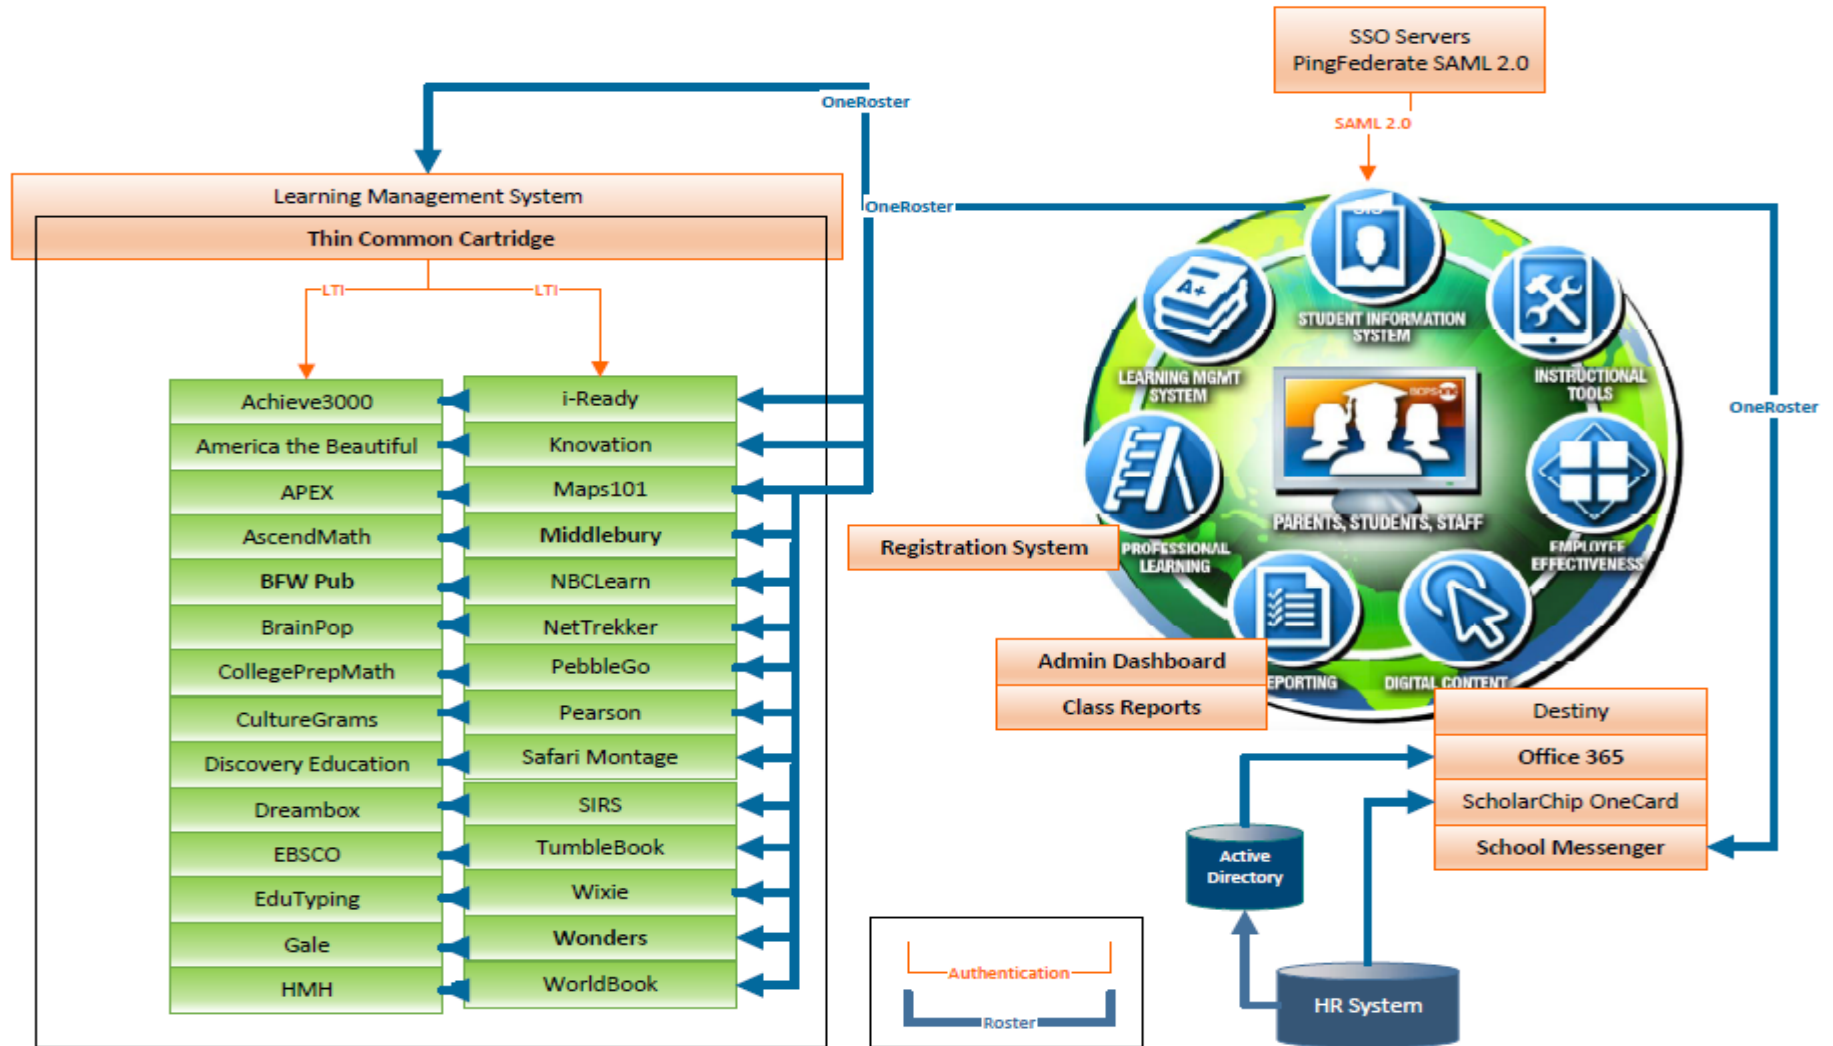 SSO Servers
PingFederate SAML 2.0
OneRoster
SAML 2.0
Learning Management System
Thin Common Cartridge
OneRoster
LTI
LTI
OneRoster
Achieve3000
America the Beautiful
APEX
AscendMath
BFW Pub
BrainPop
CollegePrepMath
CultureGrams
Discovery Education
Dreambox
EBSCO
EduTyping
Gale
HMH
i-Ready
Knovation
Maps101
Middlebury
NBCLearn
NetTrekker
PebbleGo
Pearson
Safari Montage
SIRS
TumbleBook
Wixie
Wonders
WorldBook
STUDENT INFORMATION
SYSTEM
A+
LEARNING MGMT
SYSTEM
INSTRUCTIONAL
TOOLS
PARENTS, STUDENTS, STAFF
PROFESSIONAL
LEARNING
EMPLOYEE
EFFECTIVENESS
EPORTING
DIGITAL CONTENT
Registration System
Admin Dashboard
Class Reports
Destiny
Office 365
ScholarChip OneCard
School Messenger
Active
Directory
HR System
Authentication
Roster